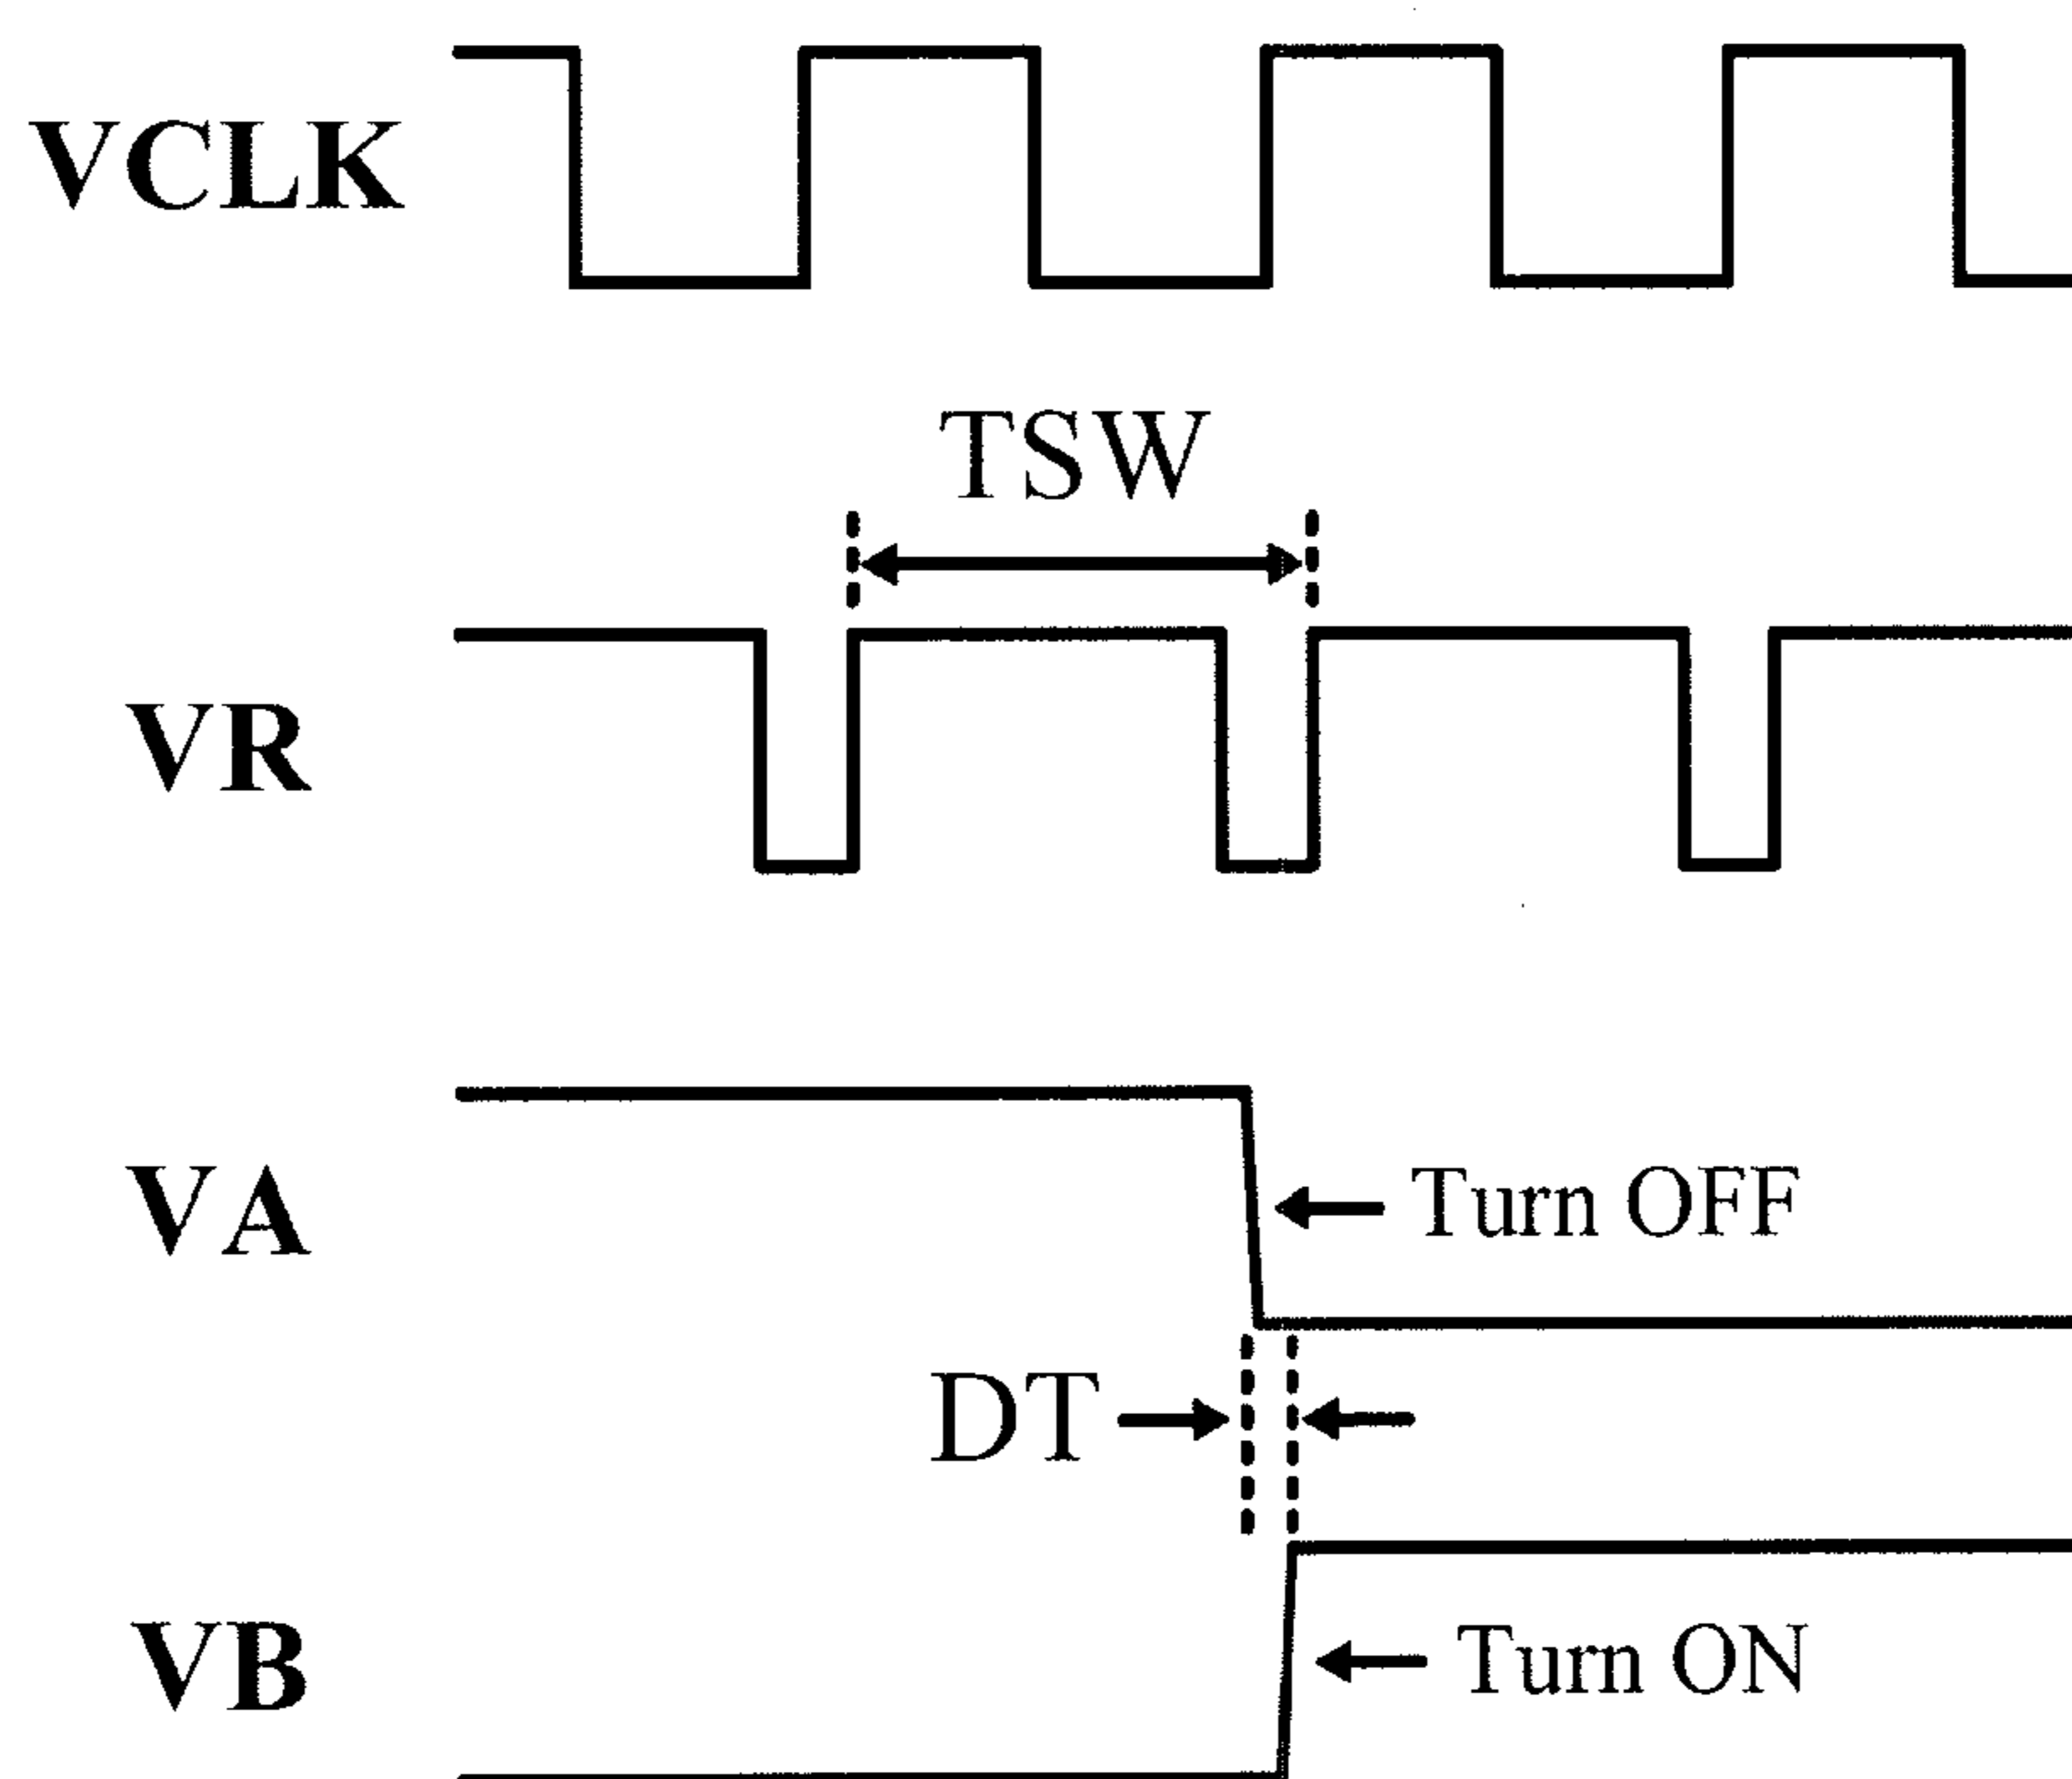 VCLK
TSW
VR
VA
Turn OFF
DT
VB
Turn ON